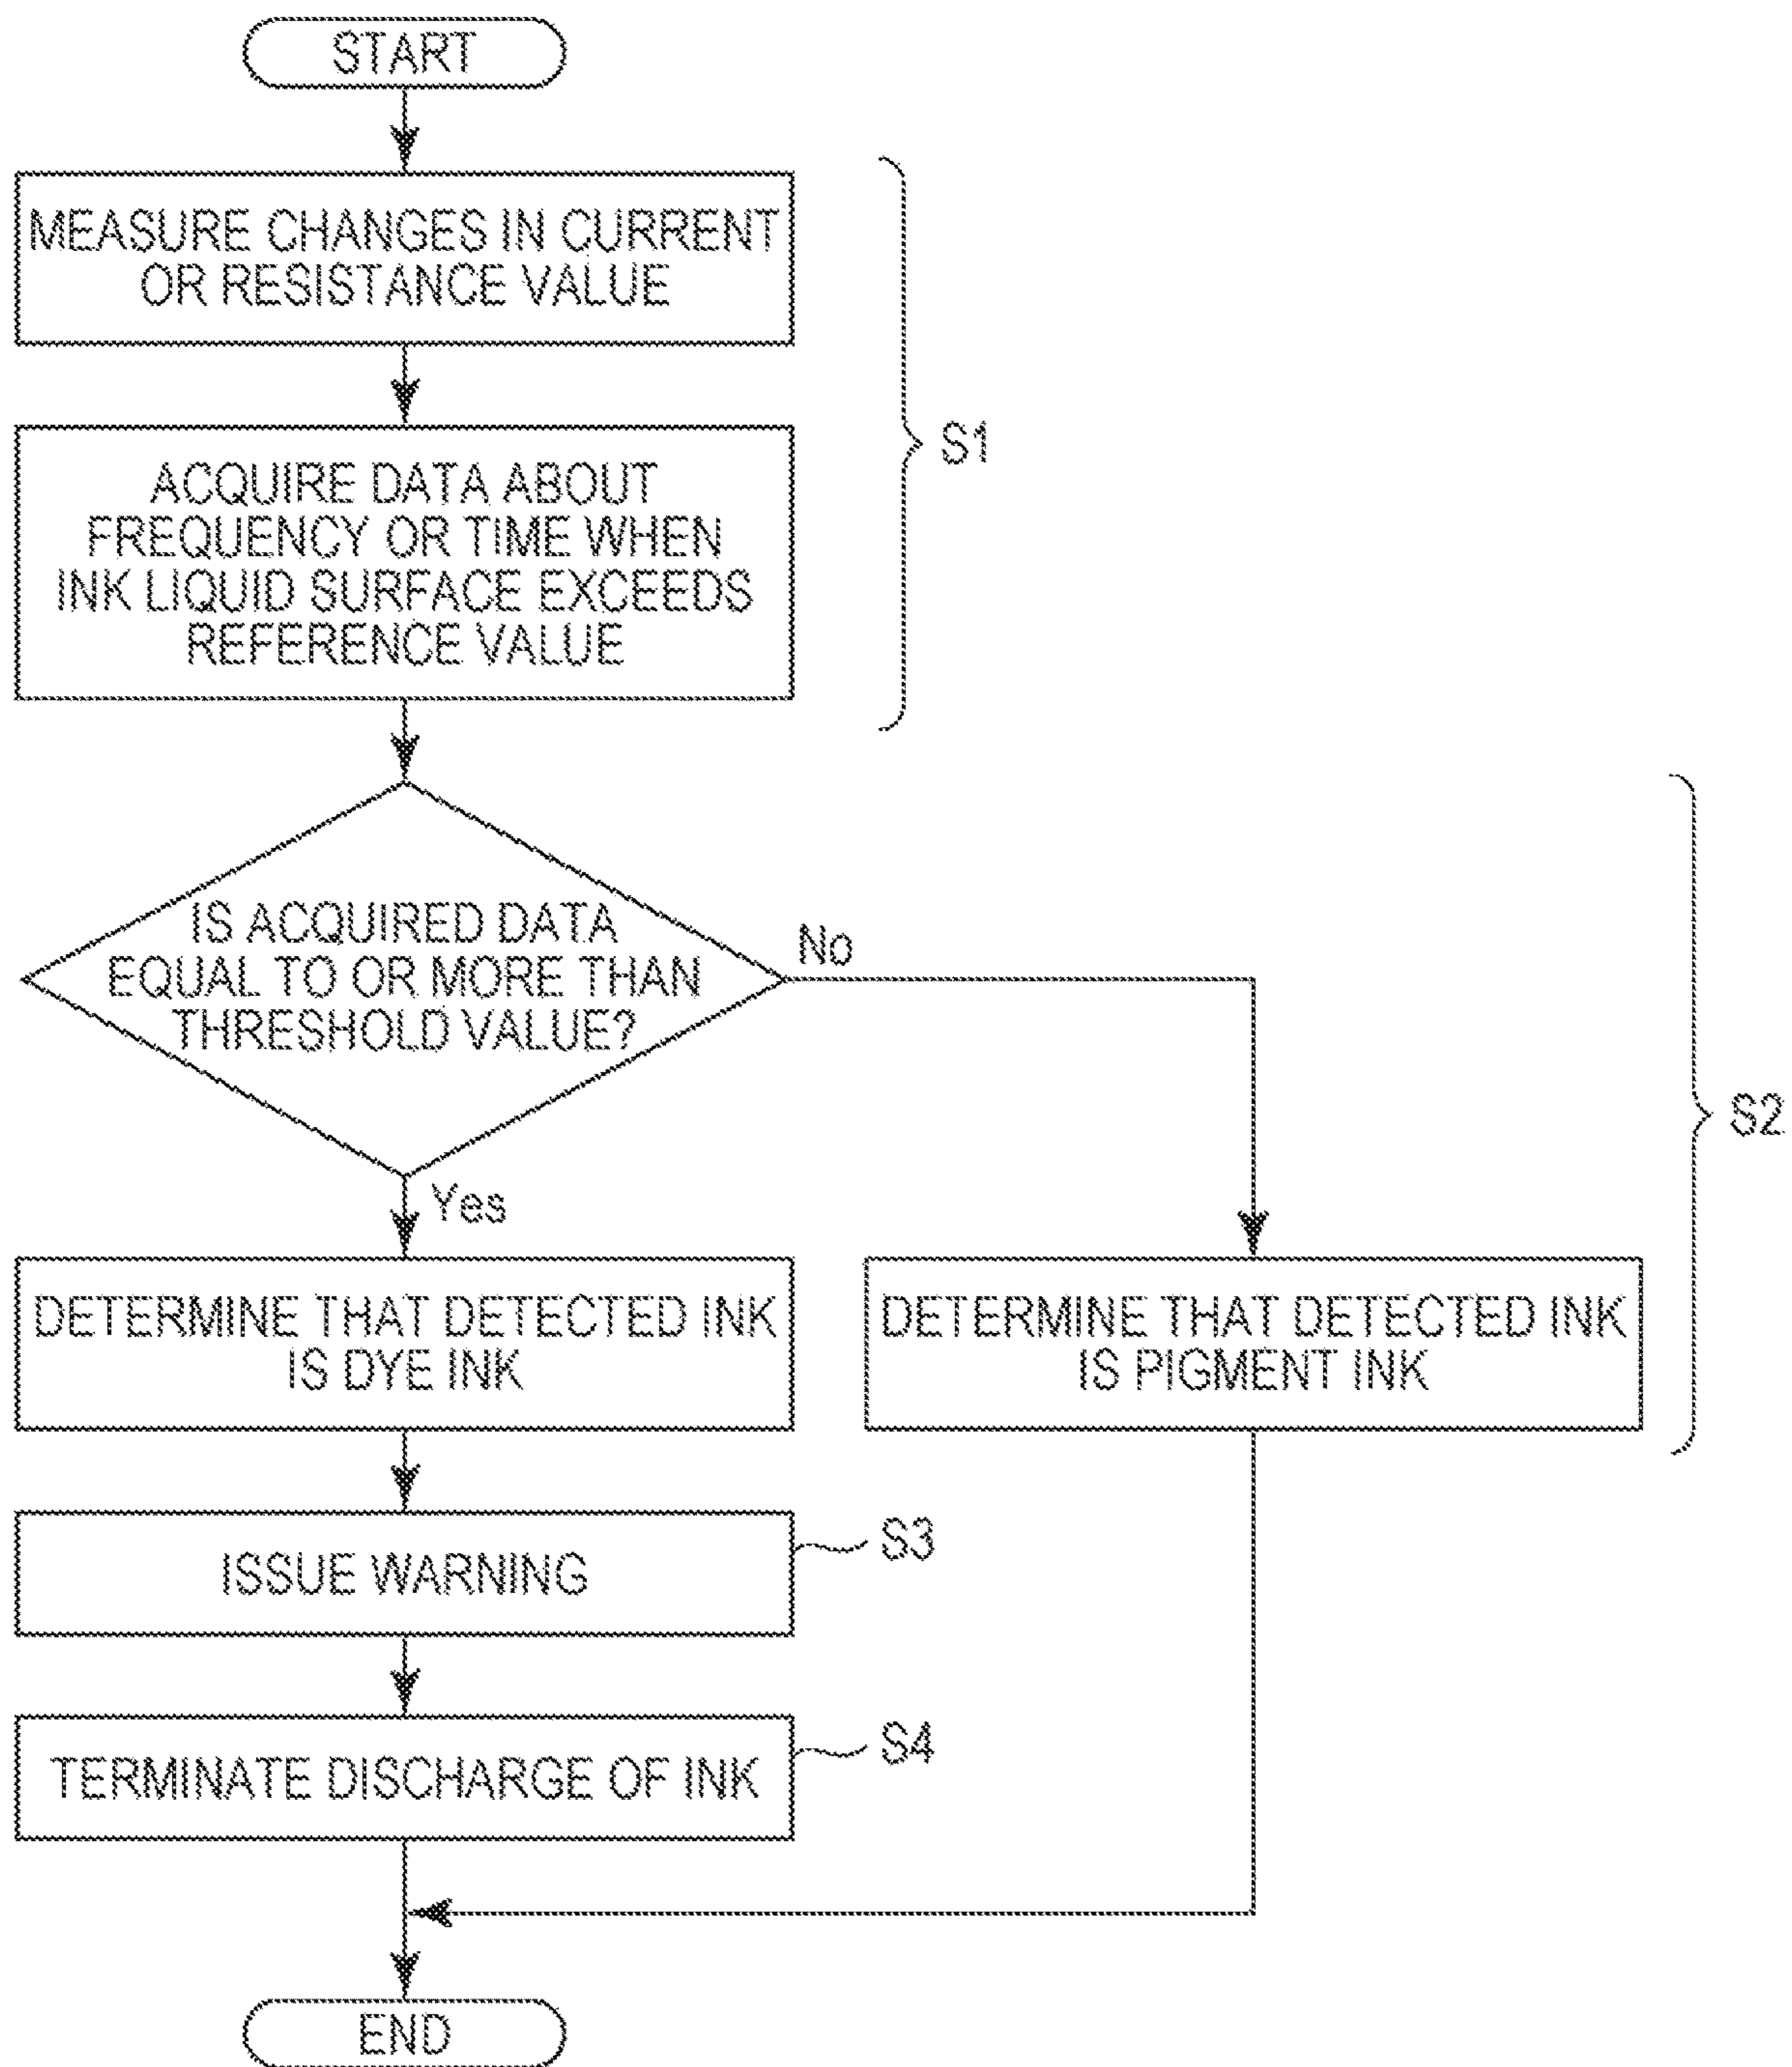 START
MEASURE CHANGES IN CURRENT
OR RESISTANCE VALUE
ACQUIRE DATA ABOUT
FREQUENCY OR TIME WHEN
INK LIQUID SURFACE EXCEEDS
REFERENCE VALUE
S1
IS ACQUIRED DATA
EQUAL TO OR MORE THAN
THRESHOLD VALUE?
No
Yes
S2
DETERMINE THAT DETECTED INK
IS DYE INK
DETERMINE THAT DETECTED INK
IS PIGMENT INK
ISSUE WARNING
S3
TERMINATE DISCHARGE OF INK
S4
END